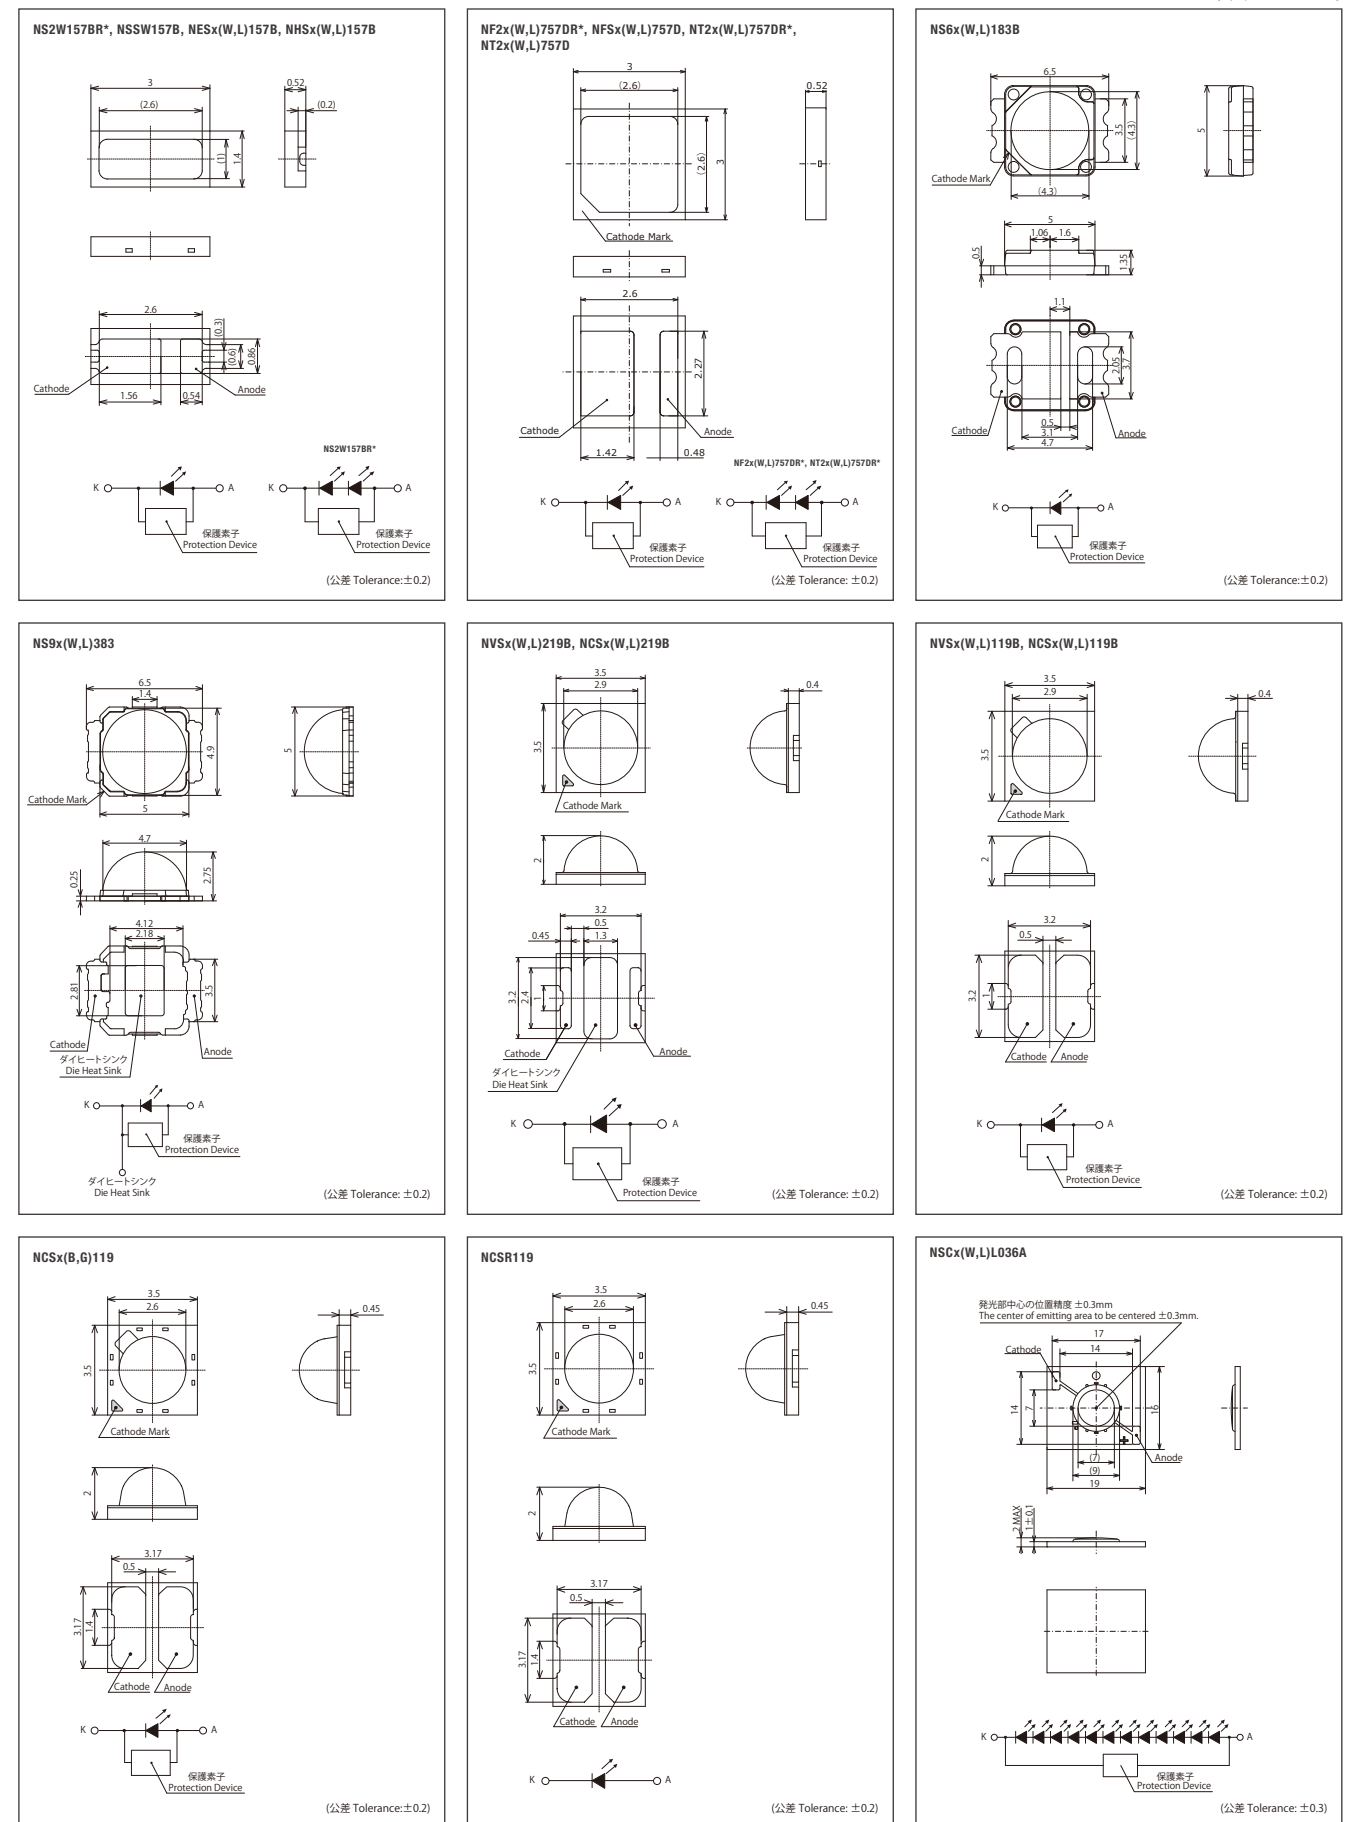 NS2W157BR*, NSSW157B, NESx(W,L)157B, NHSx(W,L)157B
3
(2.6)
0.52
(0.2)
(1)
1.4
2.6
(0.3)
(0.6)
0.86
Cathode
Anode
1.56
0.54
NS2W157BR*
K
A
K
A
保護素子
Protection Device
保護素子
Protection Device
(公差 Tolerance:±0.2)
NF2x(W,L)757DR*, NFSx(W,L)757D, NT2x(W,L)757DR*,
NT2x(W,L)757D
3
(2.6)
0.52
(2.6)
3
Cathode Mark
2.6
2.27
Cathode
Anode
1.42
0.48
NF2x(W,L)757DR*, NT2x(W,L)757DR*
K
A
K
A
保護素子
Protection Device
保護素子
Protection Device
(公差 Tolerance:±0.2)
NS6x(W,L)183B
6.5
3.5
(4.3)
5
Cathode Mark
(4.3)
5
1.06
1.6
0.5
1.35
1.1
2.05
3.7
Cathode
0.5
3.1
4.7
Anode
K
A
保護素子
Protection Device
(公差 Tolerance:±0.2)
NS9x(W,L)383
6.5
1.4
4.9
5
Cathode Mark
5
4.7
0.25
2.75
4.12
2.18
2.81
3.5
Cathode
Anode
ダイヒートシンク
Die Heat Sink
K
A
保護素子
Protection Device
ダイヒートシンク
Die Heat Sink
(公差 Tolerance: ±0.2)
NVSx(W,L)219B, NCSx(W,L)219B
3.5
2.9
0.4
3.5
Cathode Mark
2
3.2
0.5
0.45
1.3
3.2
2.4
1
Cathode
Anode
ダイヒートシンク
Die Heat Sink
K
A
保護素子
Protection Device
(公差 Tolerance: ±0.2)
NVSx(W,L)119B, NCSx(W,L)119B
3.5
2.9
0.4
3.5
Cathode Mark
2
3.2
0.5
3.2
1
Cathode
Anode
K
A
保護素子
Protection Device
(公差 Tolerance: ±0.2)
NCSx(B,G)119
3.5
2.6
0.45
3.5
Cathode Mark
2
3.17
0.5
3.17
1.4
Cathode
Anode
K
A
保護素子
Protection Device
(公差 Tolerance:±0.2)
NCSR119
3.5
2.6
0.45
3.5
Cathode Mark
2
3.17
0.5
3.17
1.4
Cathode
Anode
K
A
(公差 Tolerance: ±0.2)
NSCx(W,L)L036A
発光部中心の位置精度 ±0.3mm
The center of emitting area to be centered ±0.3mm.
17
Cathode
14
14
7
16
Anode
(7)
(9)
19
2 MAX
1±0.1
K
A
保護素子
Protection Device
(公差 Tolerance: ±0.3)